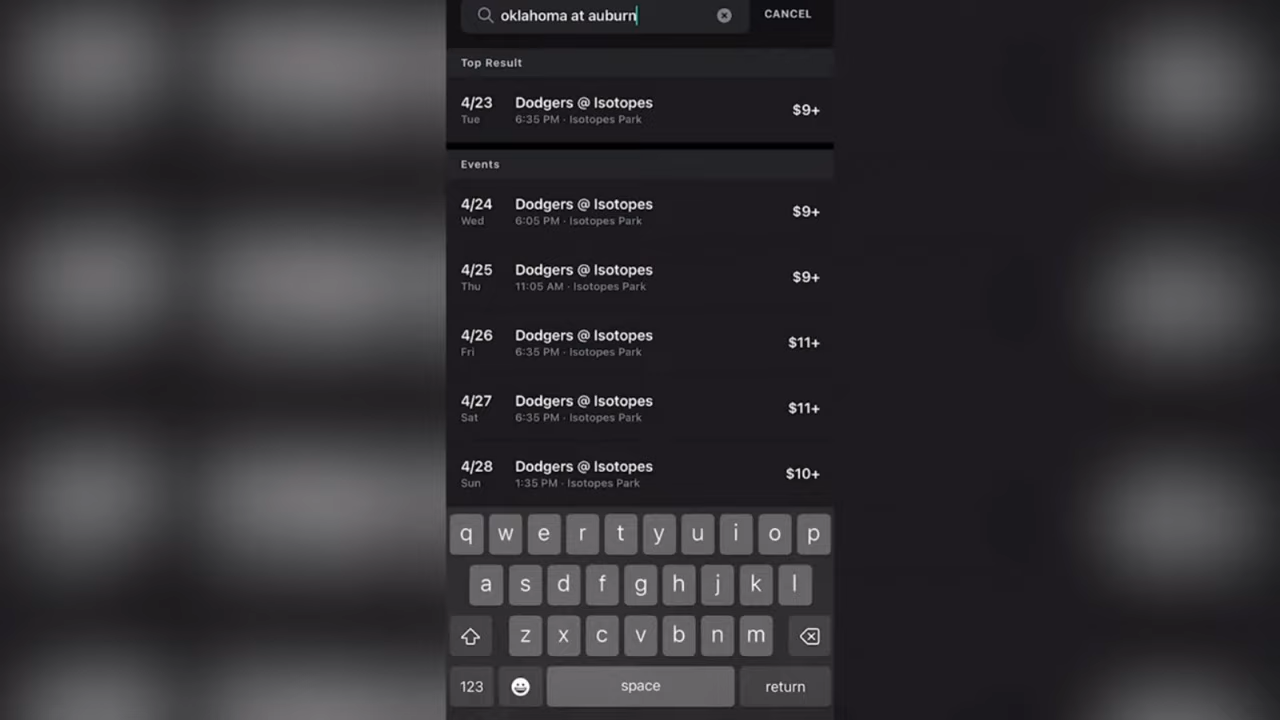 oklahoma at auburn
CANCEL
Top Result
4/23 Dodgers @ Isotopes $9+
Tue 6:35 PM · Isotopes Park
Events
4/24 Dodgers @ Isotopes $9+
Wed 6:05 PM · Isotopes Park
4/25 Dodgers @ Isotopes $9+
Thu 11:05 AM · Isotopes Park
4/26 Dodgers @ Isotopes $11+
Fri 6:35 PM · Isotopes Park
4/27 Dodgers @ Isotopes $11+
Sat 6:35 PM · Isotopes Park
4/28 Dodgers @ Isotopes $10+
Sun 1:35 PM · Isotopes Park
q w e r t y u i o p
a s d f g h j k l
z x c v b n m
123 space return